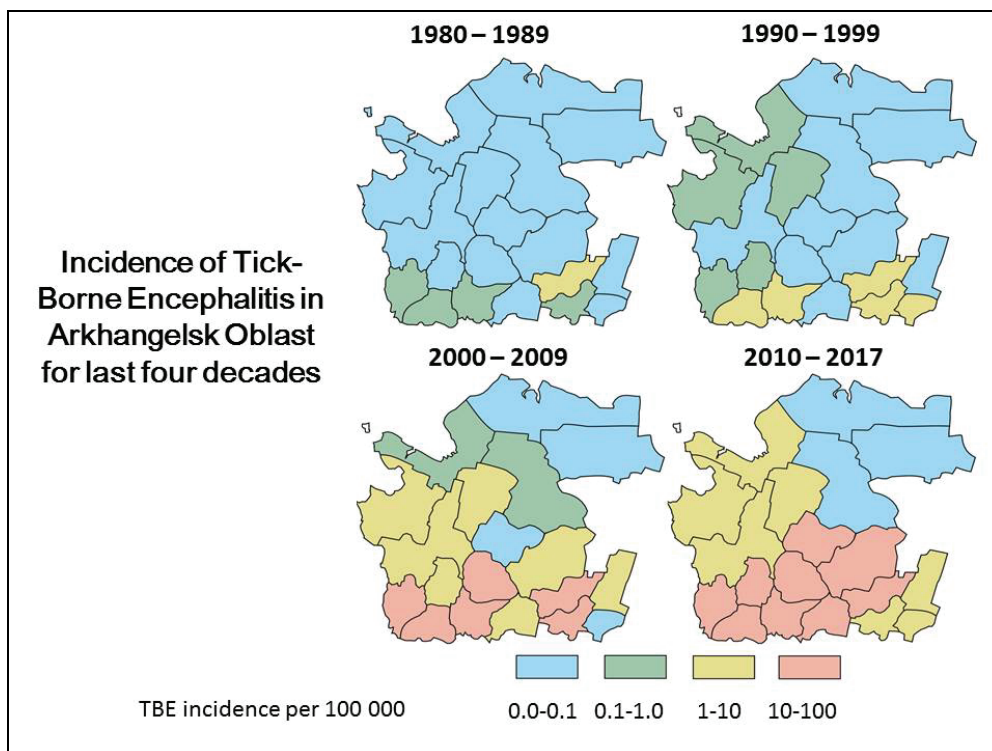 1980 – 1989
1990 – 1999
Incidence of Tick-
Borne Encephalitis in
Arkhangelsk Oblast
for last four decades
2000 – 2009
2010 – 2017
TBE incidence per 100 000
0.0-0.1
0.1-1.0
1-10
10-100